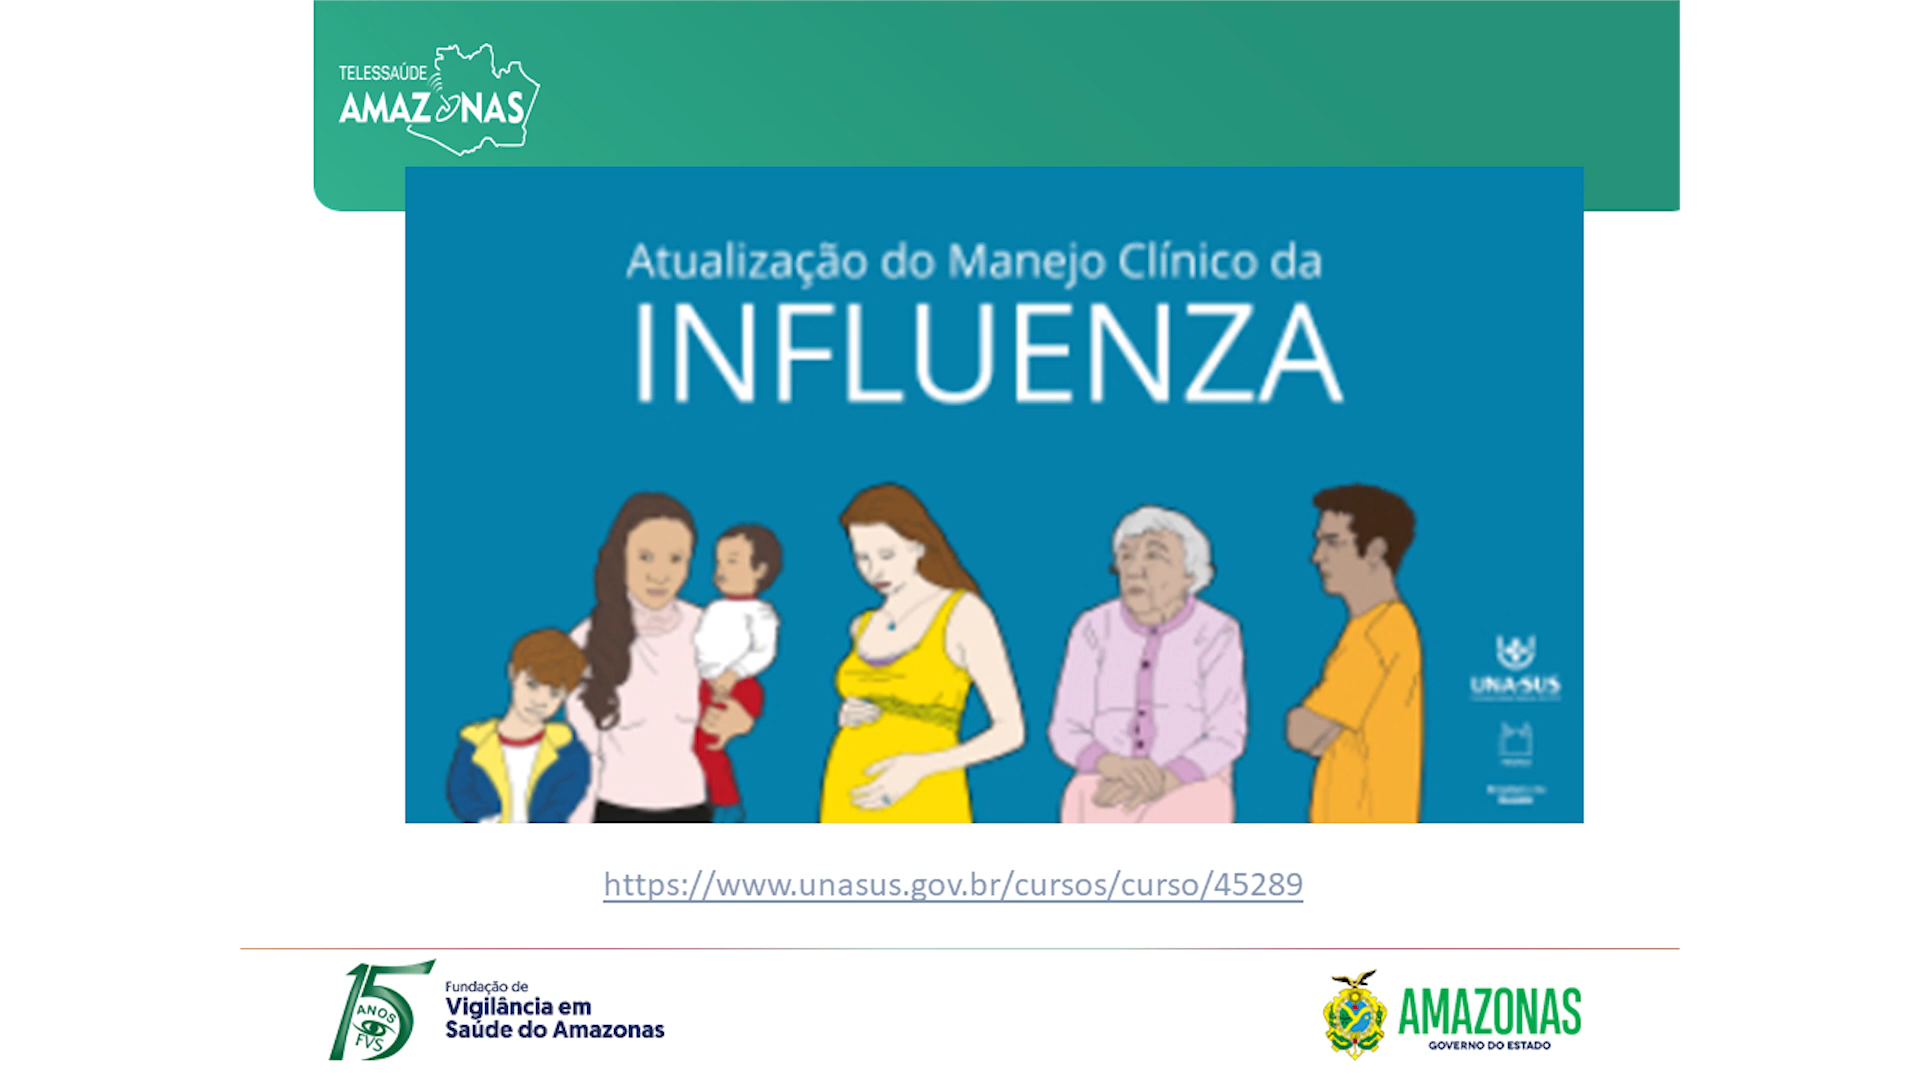 TELESSAÚDE
AMAZONAS
Atualização do Manejo Clínico da
INFLUENZA
UNA-SUS
https://www.unasus.gov.br/cursos/curso/45289
15
ANOS
FVS
Fundação de
Vigilância em
Saúde do Amazonas
AMAZONAS
GOVERNO DO ESTADO